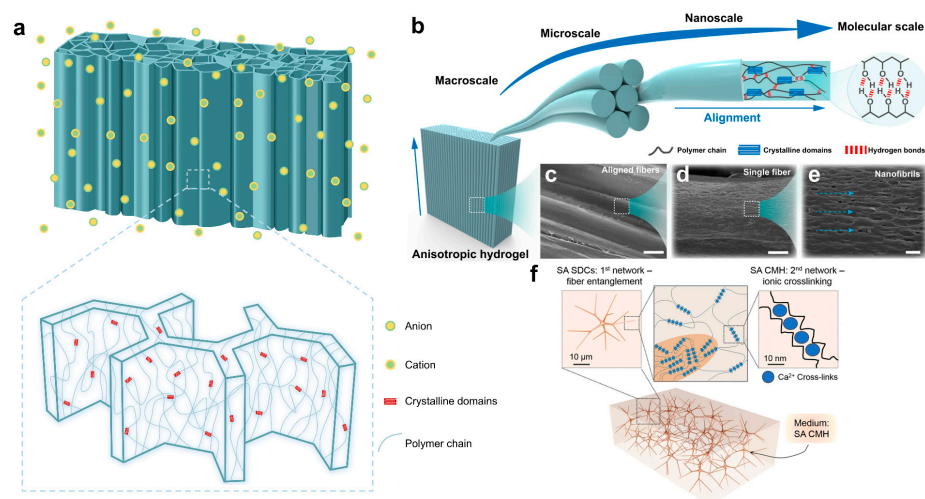 a
Anion
Cation
Crystalline domains
Polymer chain
b
Macroscale
Microscale
Nanoscale
Molecular scale
Alignment
Polymer chain
Crystalline domains
Hydrogen bonds
Anisotropic hydrogel
O O O
H H H
H H H
O O O
c
Aligned fibers
d
Single fiber
e
Nanofibrils
f
SA SDCs: 1st network –
fiber entanglement
10 µm
SA CMH: 2nd network –
ionic crosslinking
10 nm
Ca²⁺ Cross-links
Medium:
SA CMH